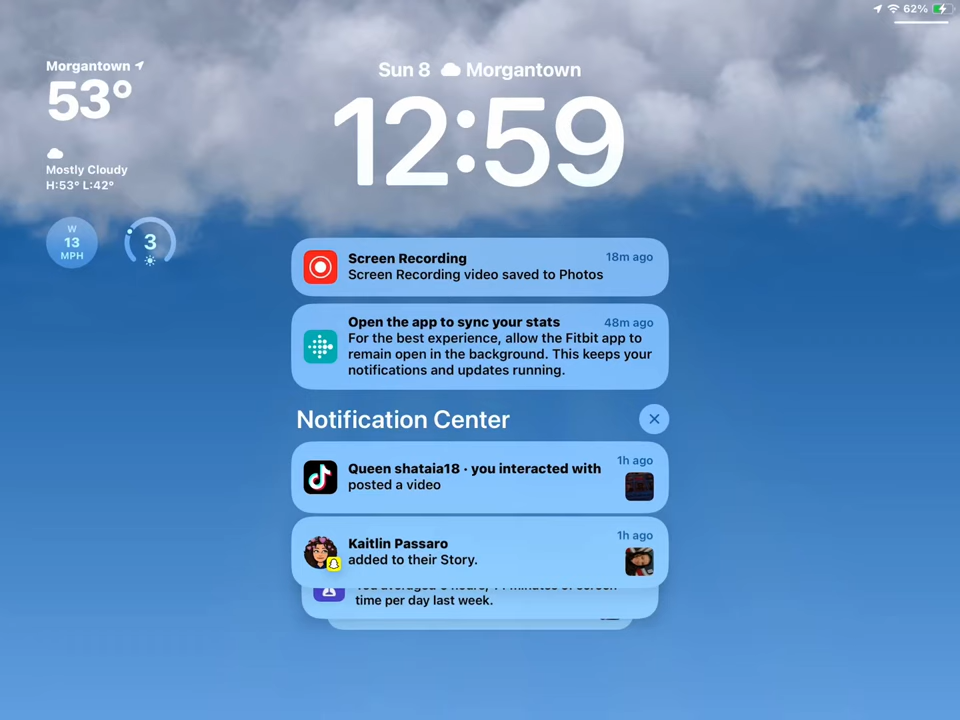 62%
Morgantown
53°
Mostly Cloudy
H:53° L:42°
W
13
MPH
3
Sun 8 Morgantown
12:59
Screen Recording 18m ago
Screen Recording video saved to Photos
Open the app to sync your stats 48m ago
For the best experience, allow the Fitbit app to
remain open in the background. This keeps your
notifications and updates running.
Notification Center
Queen shataia18 · you interacted with 1h ago
posted a video
Kaitlin Passaro 1h ago
added to their Story.
of screen
time per day last week.